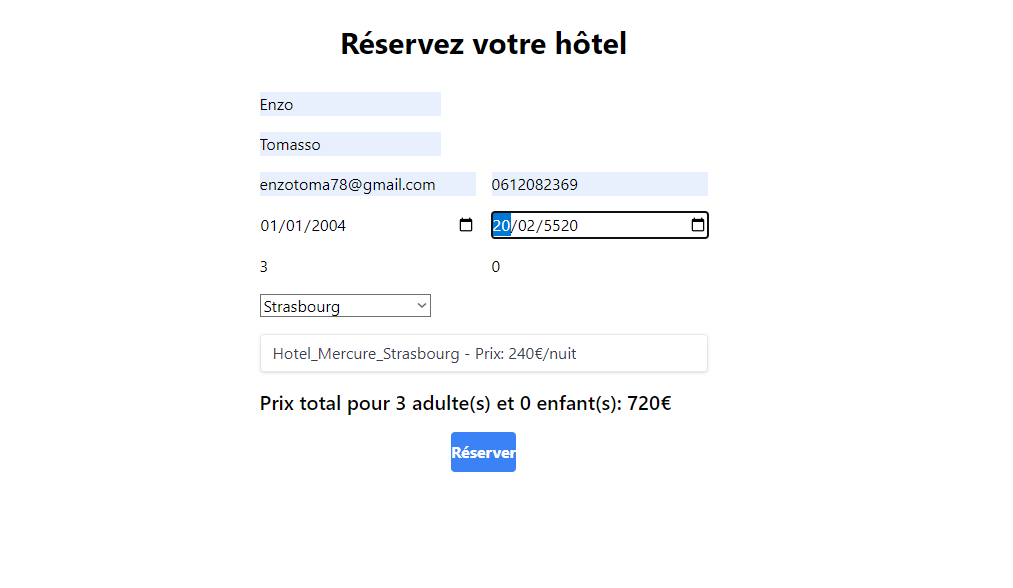 Réservez votre hôtel
Enzo
Tomasso
enzotoma78@gmail.com 0612082369
01/01/2004 20/02/5520
3 0
Strasbourg
Hotel_Mercure_Strasbourg - Prix: 240€/nuit
Prix total pour 3 adulte(s) et 0 enfant(s): 720€
Réserver